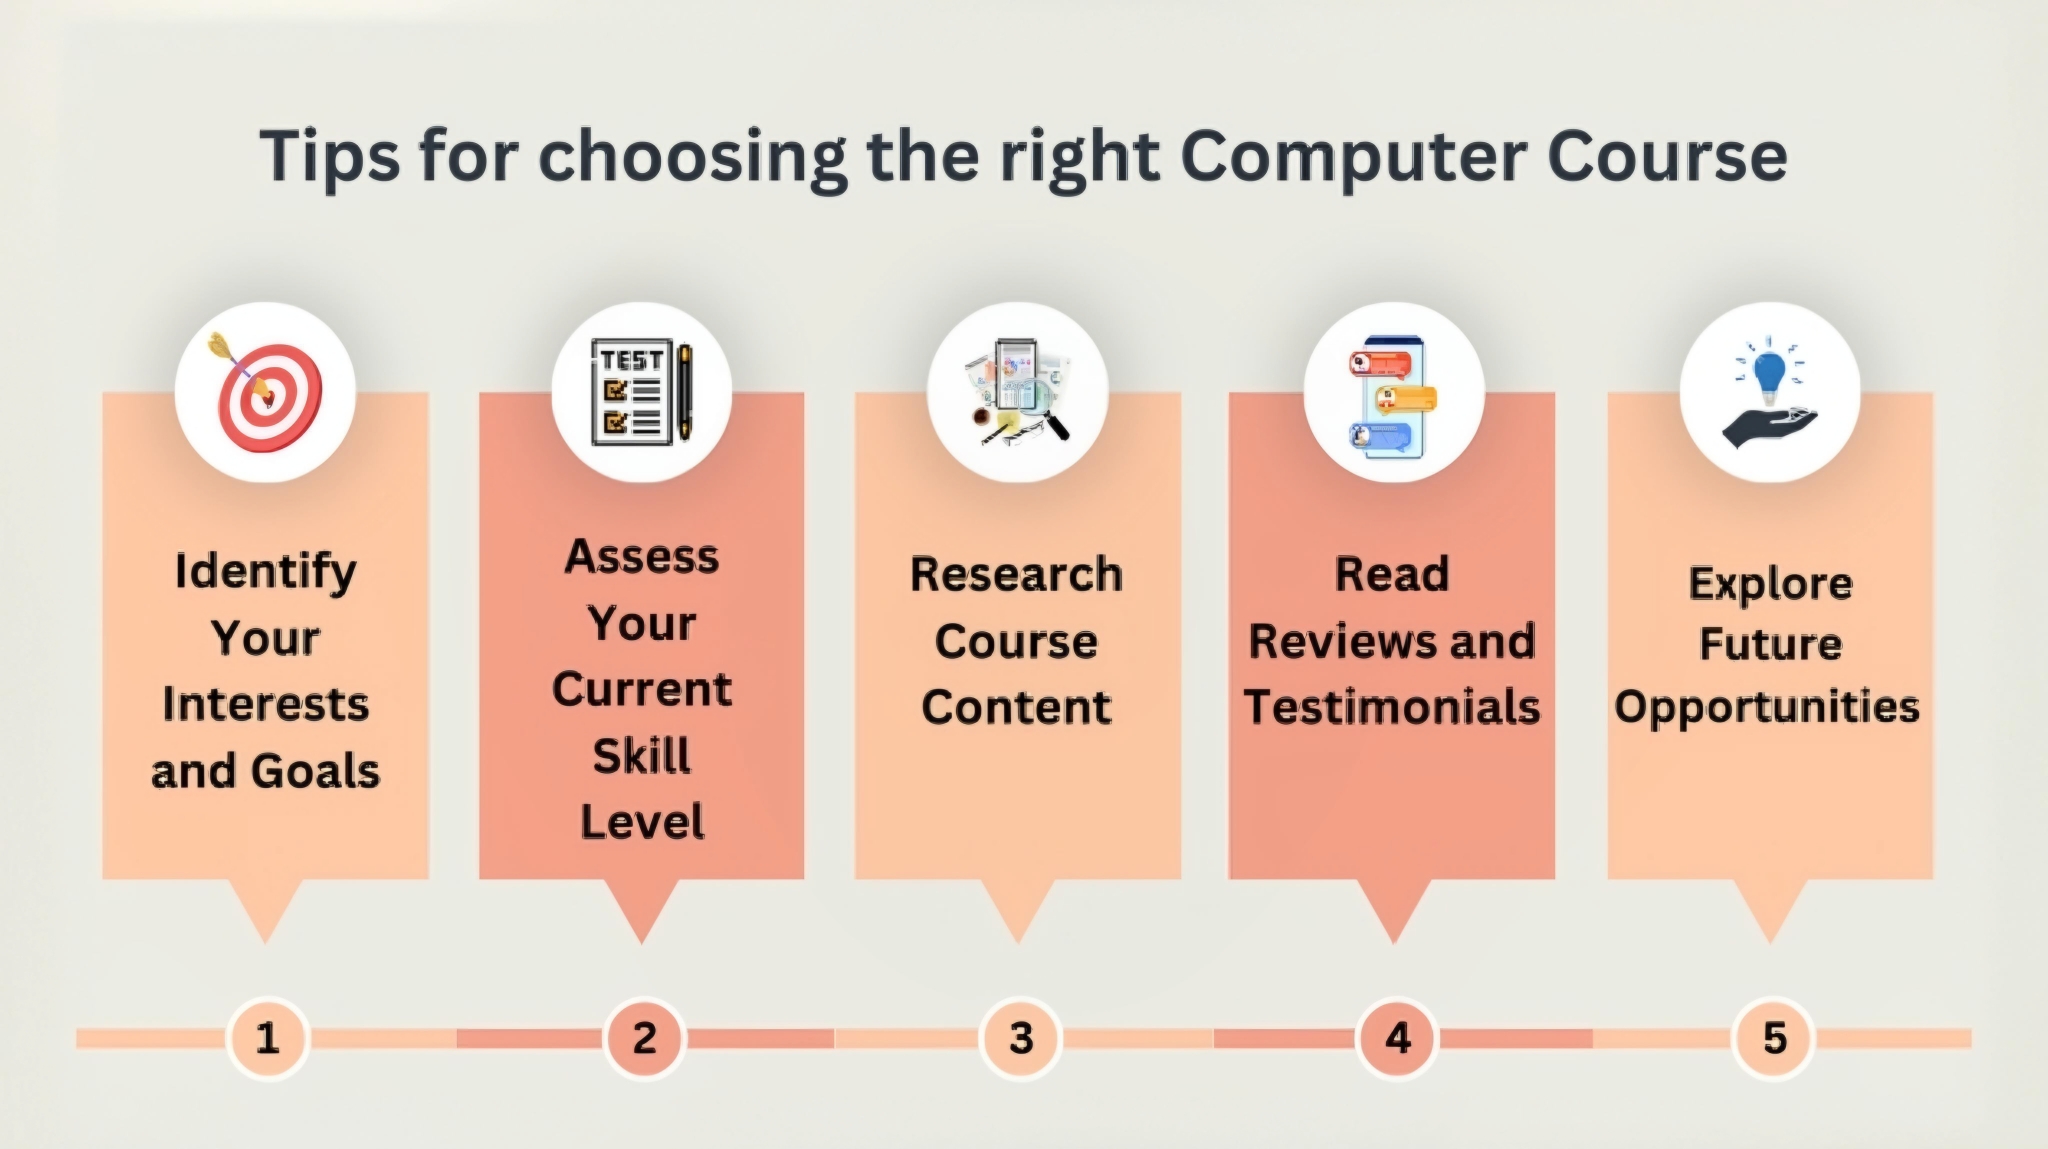 Tips for choosing the right Computer Course
TEST
Identify
Your
Interests
and Goals
Assess
Your
Current
Skill
Level
Research
Course
Content
Read
Reviews and
Testimonials
Explore
Future
Opportunities
1
2
3
4
5